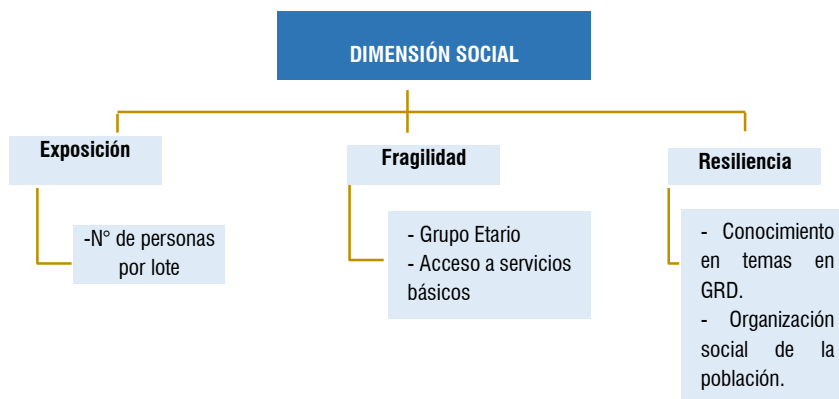 DIMENSIÓN SOCIAL
Exposición
-N° de personas
por lote
Fragilidad
- Grupo Etario
- Acceso a servicios
básicos
Resiliencia
- Conocimiento
en temas en
GRD.
- Organización
social de la
población.